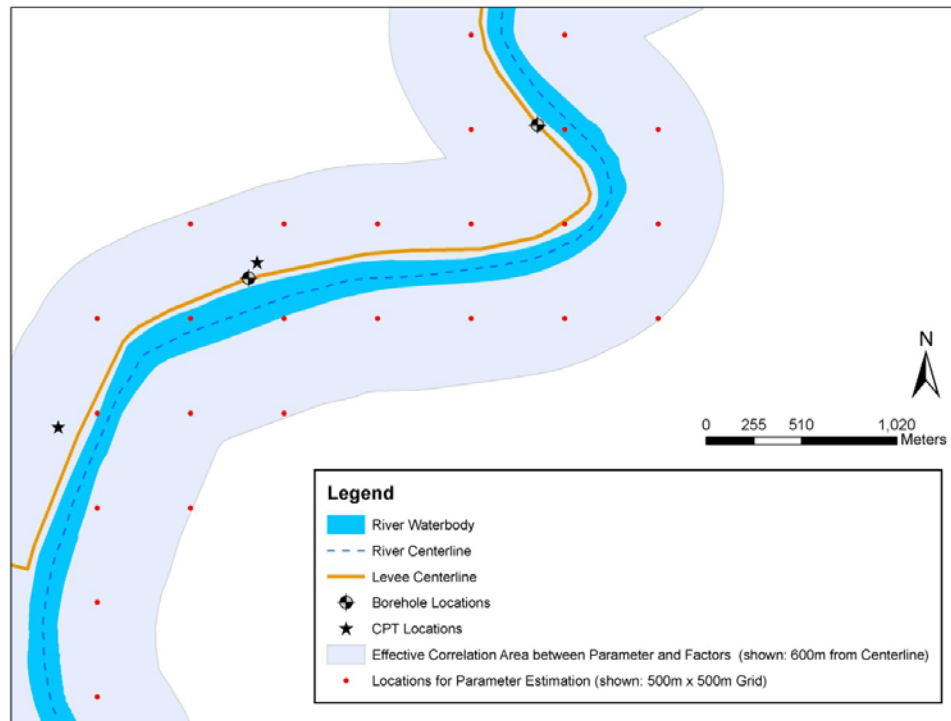 N
0 255 510 1,020
Meters
Legend
River Waterbody
River Centerline
Levee Centerline
Borehole Locations
CPT Locations
Effective Correlation Area between Parameter and Factors (shown: 600m from Centerline)
Locations for Parameter Estimation (shown: 500m x 500m Grid)